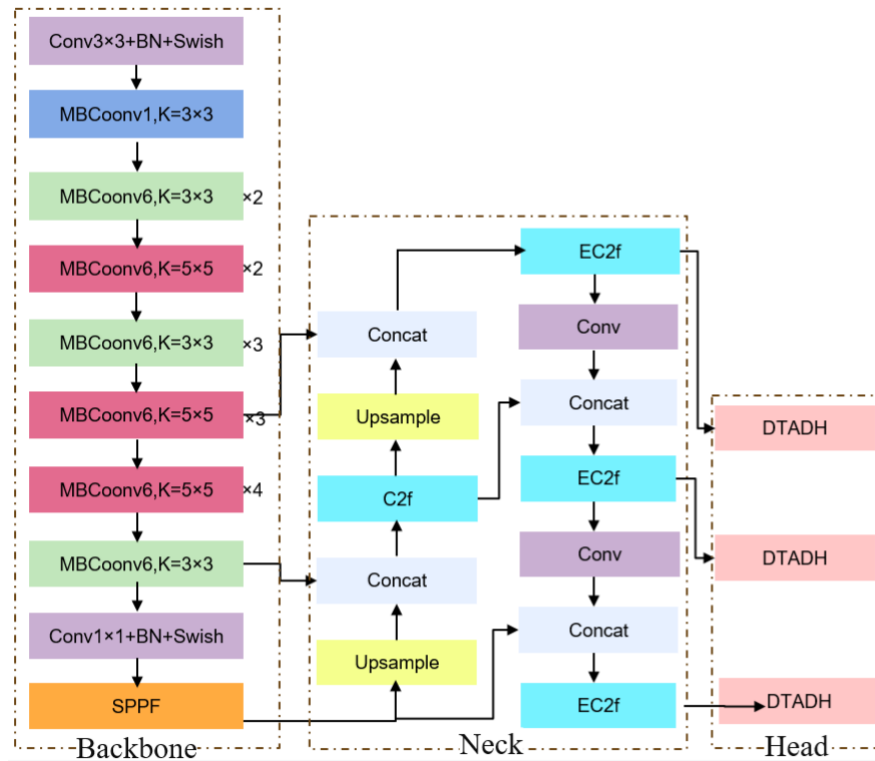 Conv3×3+BN+Swish
MBCoonv1,K=3×3
MBCoonv6,K=3×3 ×2
MBCoonv6,K=5×5 ×2
MBCoonv6,K=3×3 ×3
MBCoonv6,K=5×5 ×3
MBCoonv6,K=5×5 ×4
MBCoonv6,K=3×3
Conv1×1+BN+Swish
SPPF
Backbone
Concat
Upsample
C2f
Concat
Upsample
EC2f
Conv
Concat
EC2f
Conv
Concat
EC2f
Neck
DTADH
DTADH
DTADH
Head